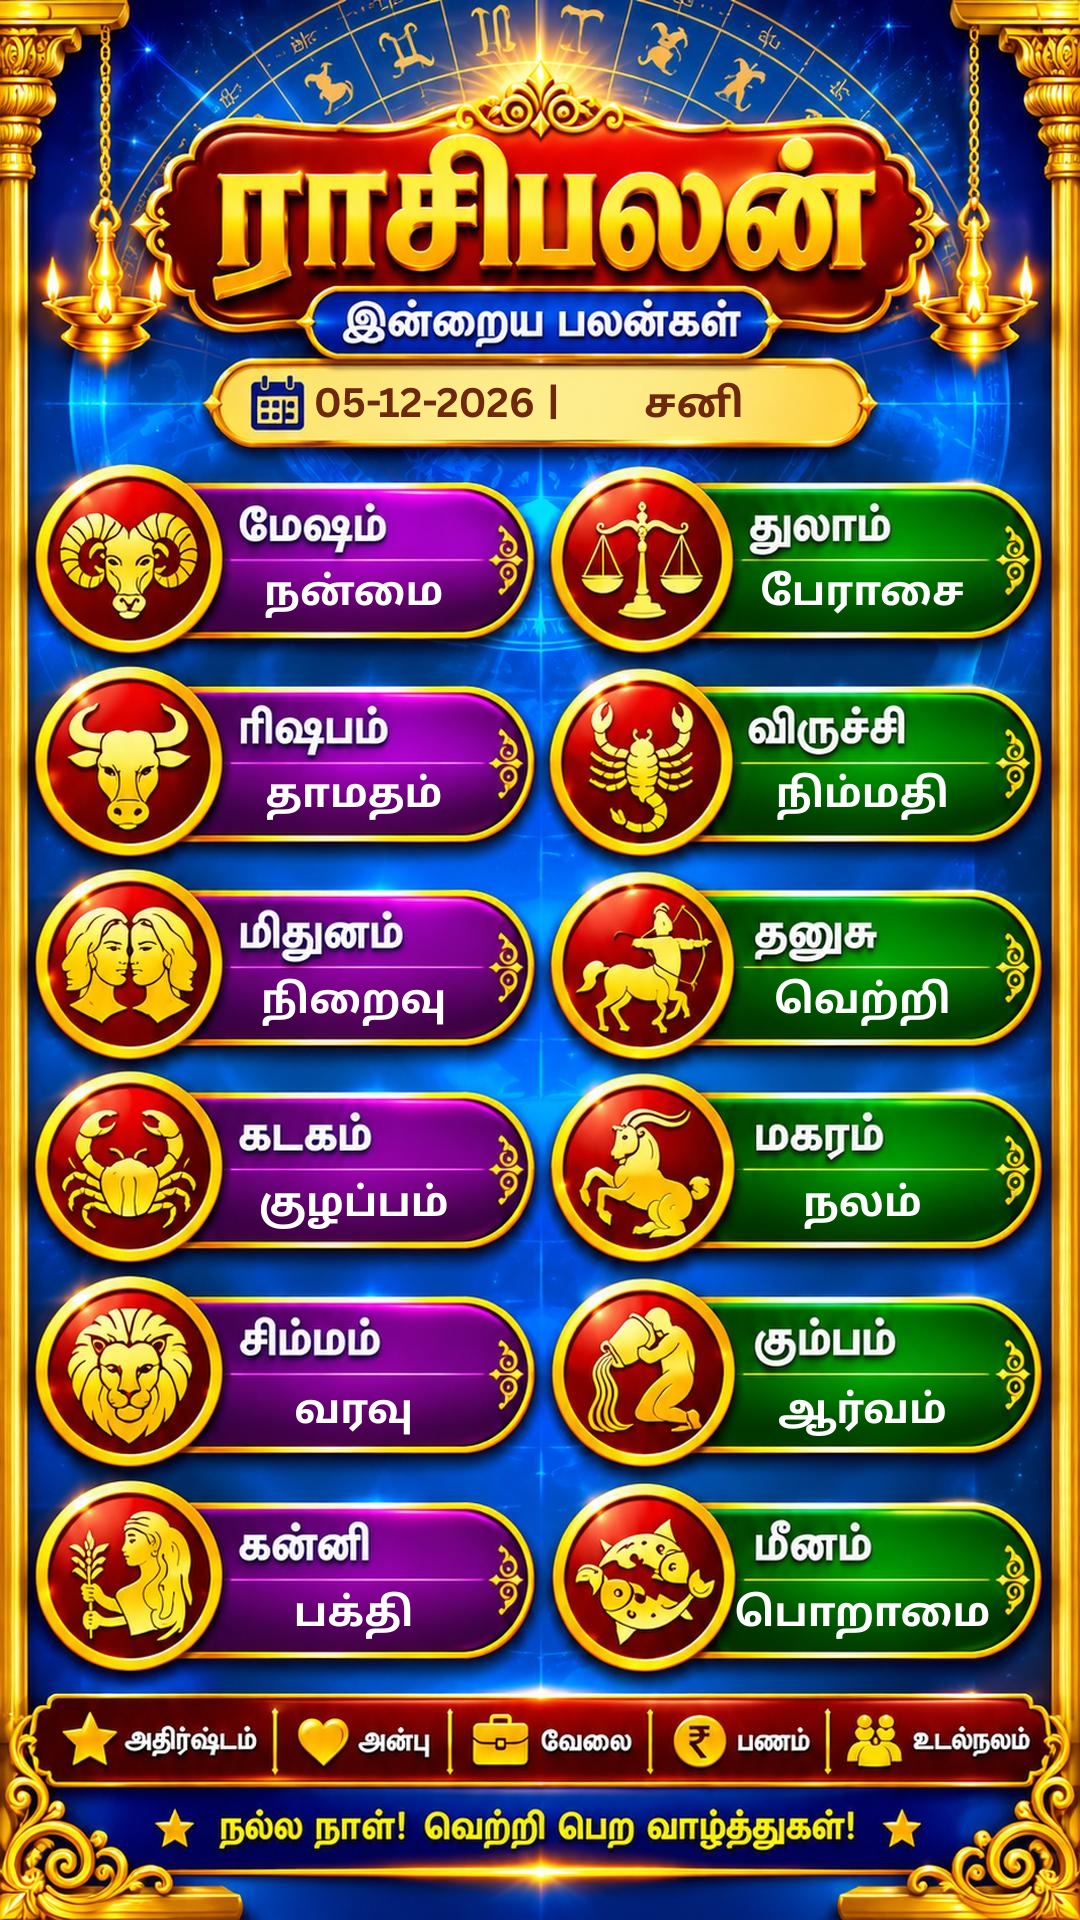 ராசிபலன்
இன்றைய பலன்கள்
05-12-2026 | சனி
மேஷம்
நன்மை
துலாம்
பேராசை
ரிஷபம்
தாமதம்
விருச்சி
நிம்மதி
மிதுனம்
நிறைவு
தனுசு
வெற்றி
கடகம்
குழப்பம்
மகரம்
நலம்
சிம்மம்
வரவு
கும்பம்
ஆர்வம்
கன்னி
பக்தி
மீனம்
பொறாமை
அதிர்ஷ்டம் அன்பு வேலை பணம் உடல்நலம்
நல்ல நாள்! வெற்றி பெற வாழ்த்துகள்!